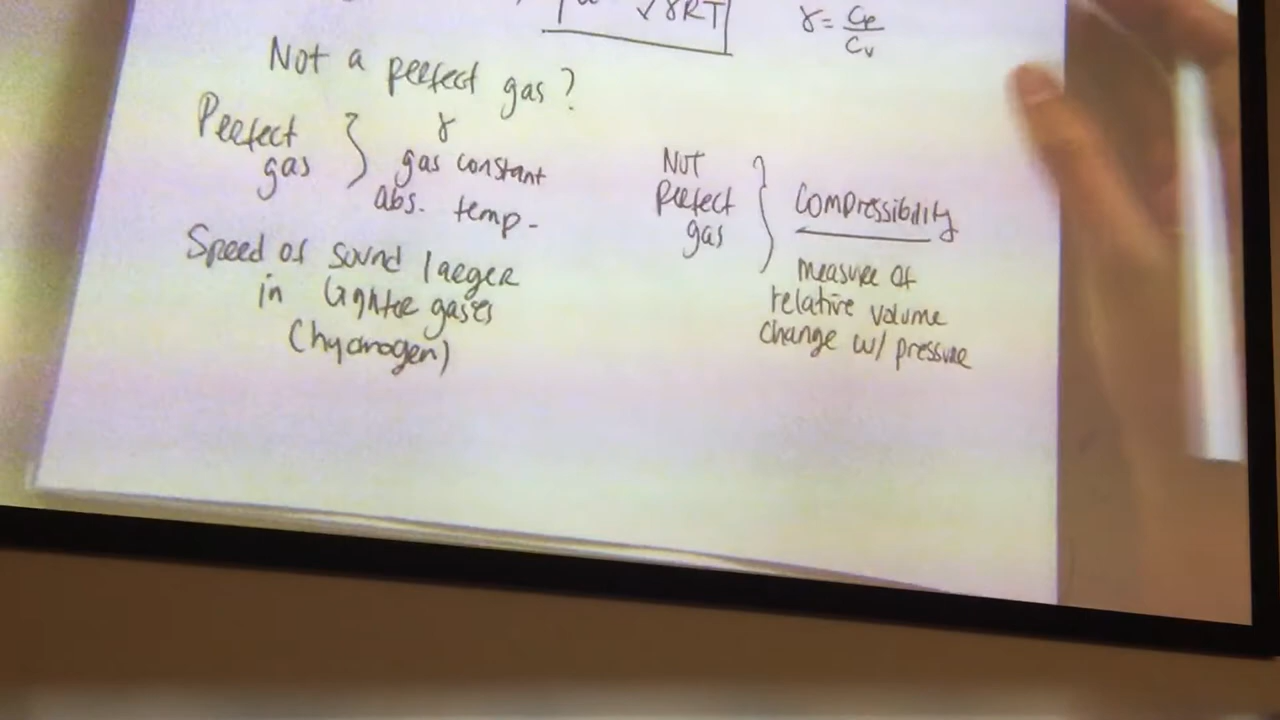 a = √γRT
γ = Cp/Cv
Not a perfect gas?
Perfect gas } γ
gas constant
abs. temp.
Speed of sound larger
in lighter gases
(hydrogen)
NOT
perfect
gas
} Compressibility
measure of
relative volume
change w/ pressure